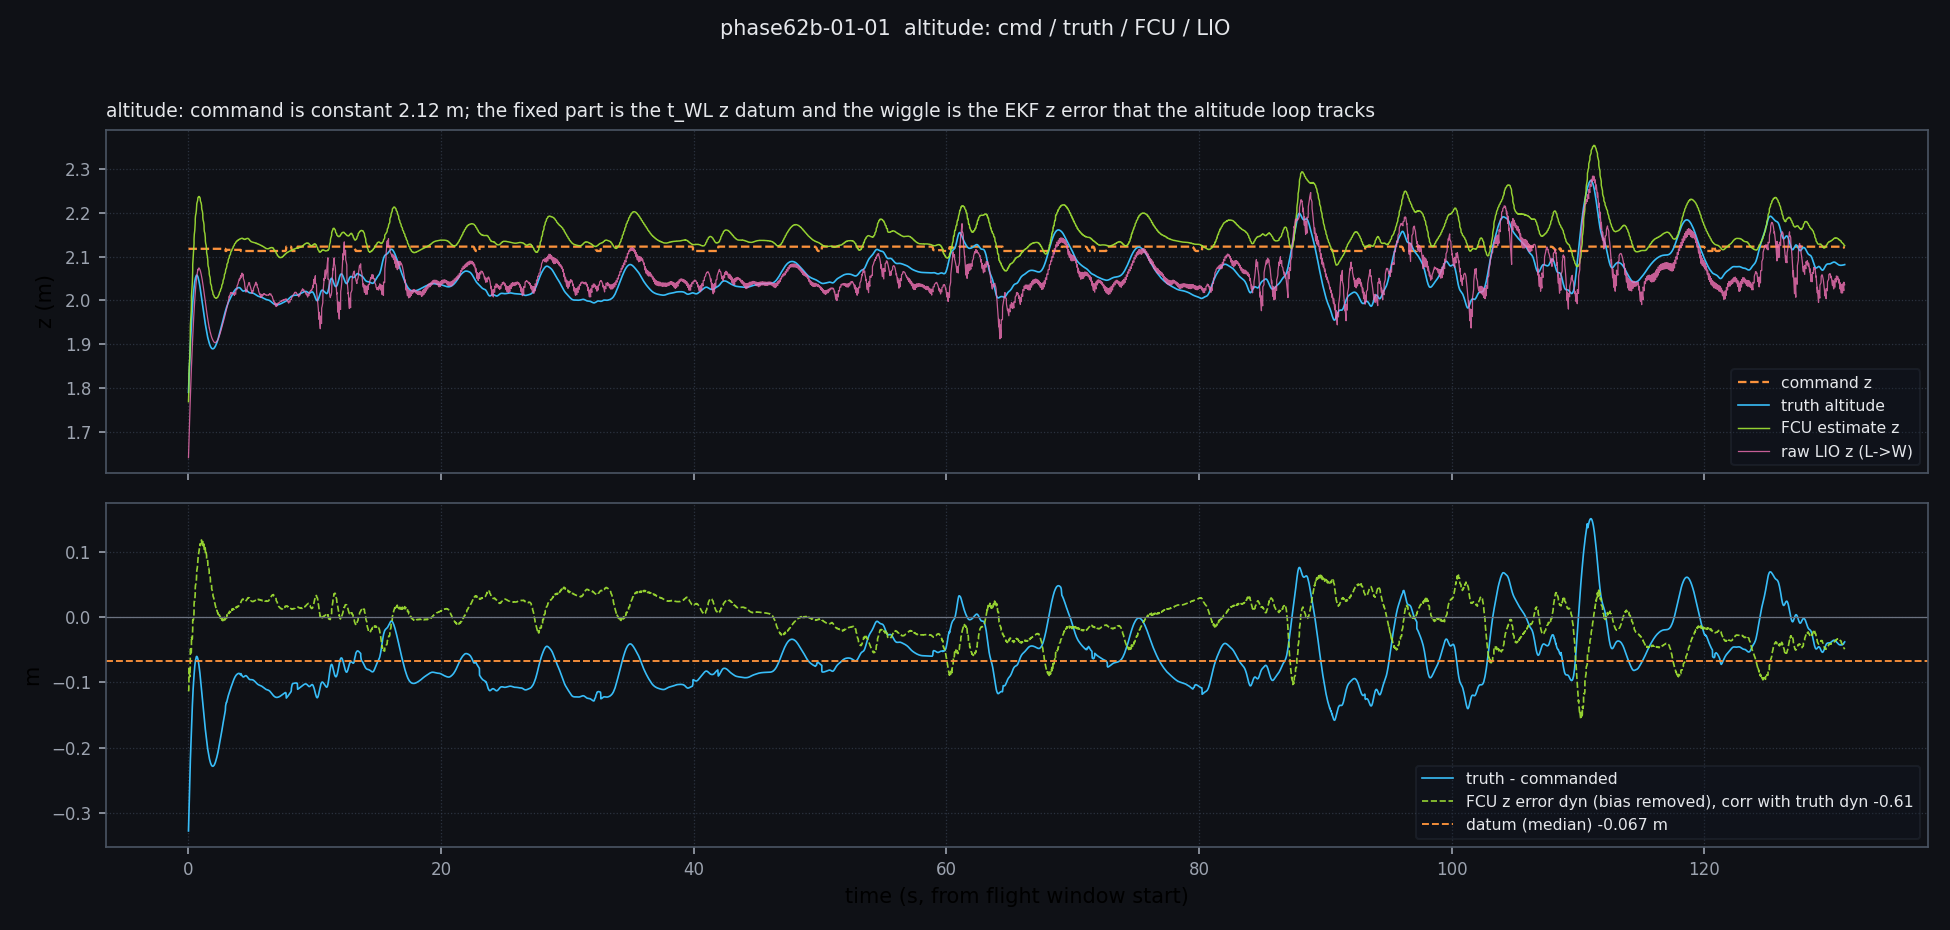 phase62b-01-01 altitude: cmd / truth / FCU / LIO
altitude: command is constant 2.12 m; the fixed part is the t_WL z datum and the wiggle is the EKF z error that the altitude loop tracks
z (m)
2.3
2.2
2.1
2.0
1.9
1.8
1.7
command z
truth altitude
FCU estimate z
raw LIO z (L->W)
m
0.1
0.0
−0.1
−0.2
−0.3
truth - commanded
FCU z error dyn (bias removed), corr with truth dyn -0.61
datum (median) -0.067 m
0 20 40 60 80 100 120
time (s, from flight window start)